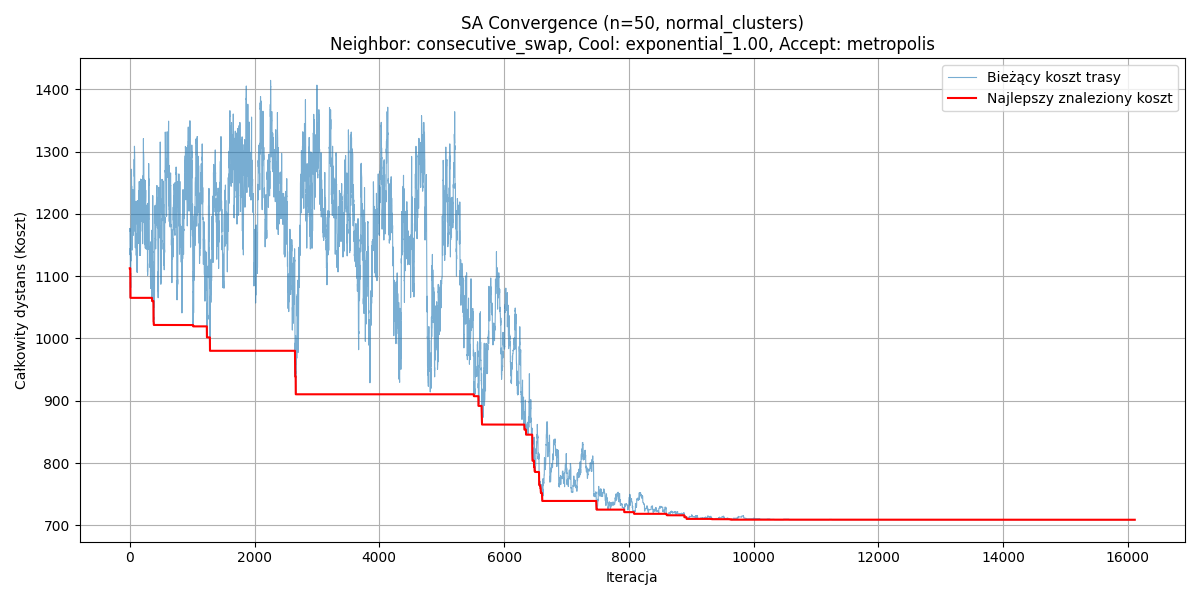 SA Convergence (n=50, normal_clusters)
Neighbor: consecutive_swap, Cool: exponential_1.00, Accept: metropolis
Bieżący koszt trasy
Najlepszy znaleziony koszt
Całkowity dystans (Koszt)
1400
1300
1200
1100
1000
900
800
700
0 2000 4000 6000 8000 10000 12000 14000 16000
Iteracja